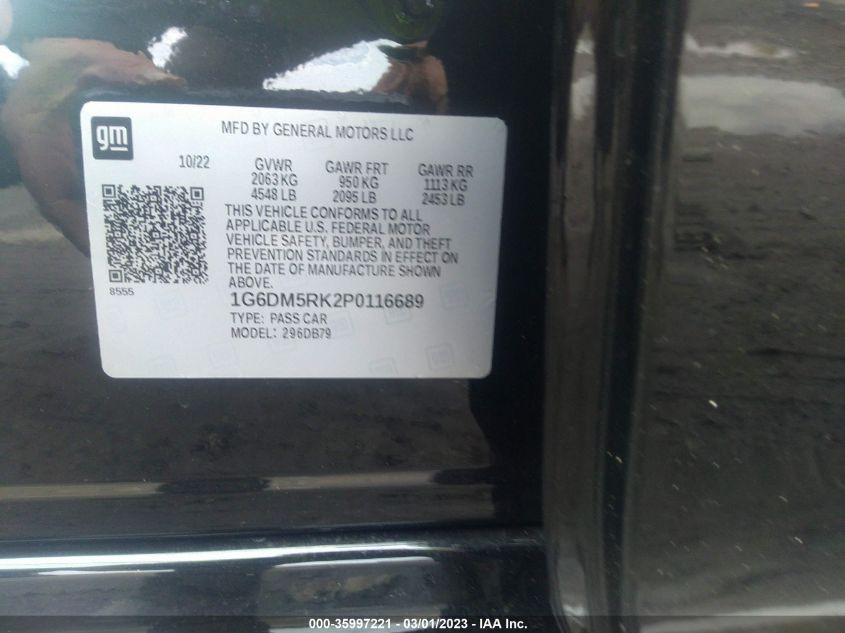 gm
MFD BY GENERAL MOTORS LLC
10/22 GVWR GAWR FRT GAWR RR
2063 KG 950 KG 1113 KG
4548 LB 2095 LB 2453 LB
THIS VEHICLE CONFORMS TO ALL
APPLICABLE U.S. FEDERAL MOTOR
VEHICLE SAFETY, BUMPER, AND THEFT
PREVENTION STANDARDS IN EFFECT ON
THE DATE OF MANUFACTURE SHOWN
ABOVE.
8555
1G6DM5RK2P0116689
TYPE: PASS CAR
MODEL: 296DB79
000-35997221 - 03/01/2023 - IAA Inc.